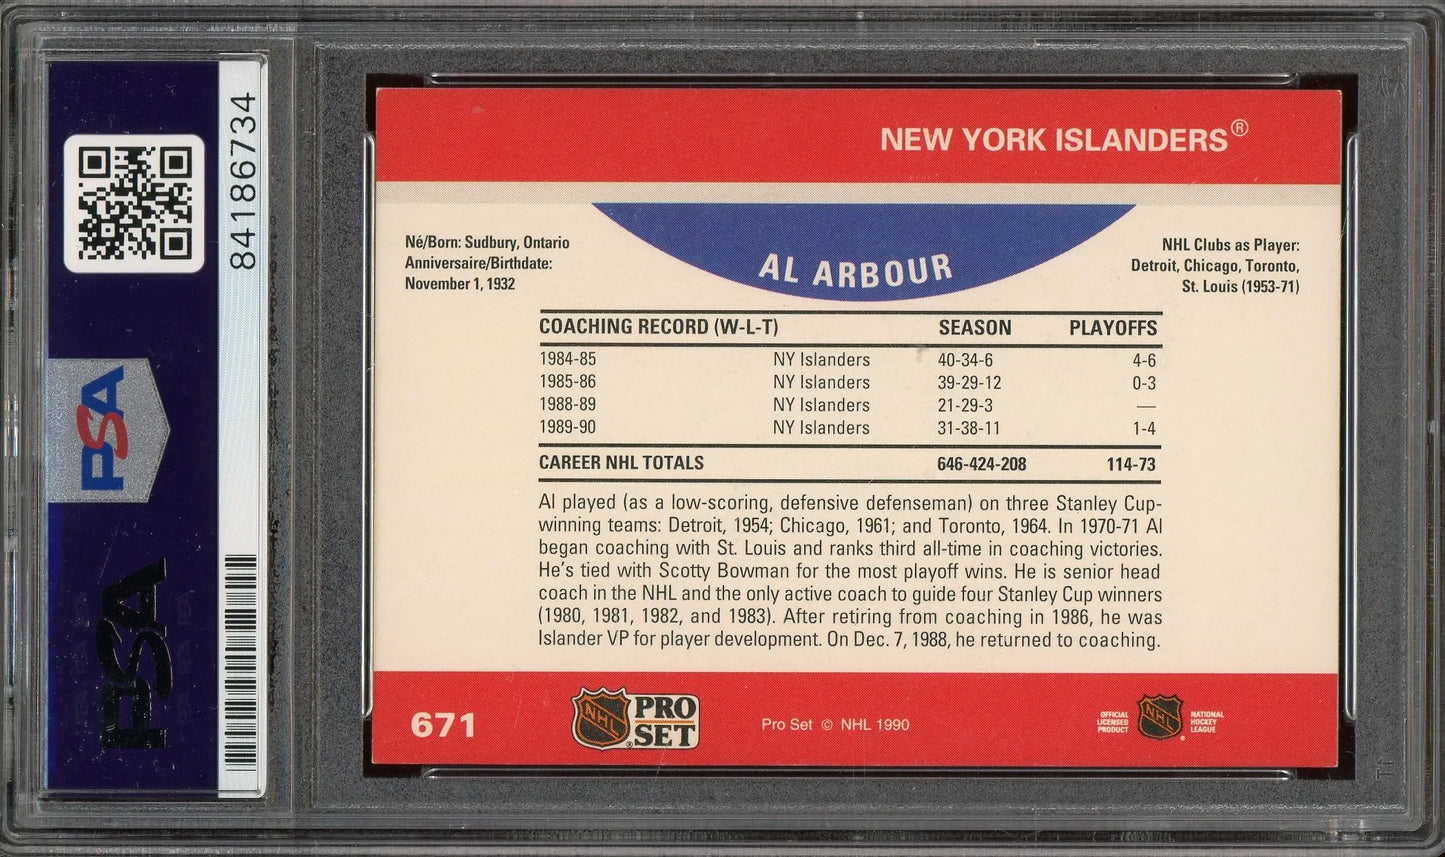 84186734
PSA
PSA
NEW YORK ISLANDERS®
Né/Born: Sudbury, Ontario
Anniversaire/Birthdate:
November 1, 1932
AL ARBOUR
NHL Clubs as Player:
Detroit, Chicago, Toronto,
St. Louis (1953-71)
COACHING RECORD (W-L-T) SEASON PLAYOFFS
1984-85 NY Islanders 40-34-6 4-6
1985-86 NY Islanders 39-29-12 0-3
1988-89 NY Islanders 21-29-3 —
1989-90 NY Islanders 31-38-11 1-4
CAREER NHL TOTALS 646-424-208 114-73
Al played (as a low-scoring, defensive defenseman) on three Stanley Cup-
winning teams: Detroit, 1954; Chicago, 1961; and Toronto, 1964. In 1970-71 Al
began coaching with St. Louis and ranks third all-time in coaching victories.
He's tied with Scotty Bowman for the most playoff wins. He is senior head
coach in the NHL and the only active coach to guide four Stanley Cup winners
(1980, 1981, 1982, and 1983). After retiring from coaching in 1986, he was
Islander VP for player development. On Dec. 7, 1988, he returned to coaching.
671
NHL
PRO
SET
®
Pro Set © NHL 1990
OFFICIAL
LICENSED
PRODUCT
NHL
®
NATIONAL
HOCKEY
LEAGUE